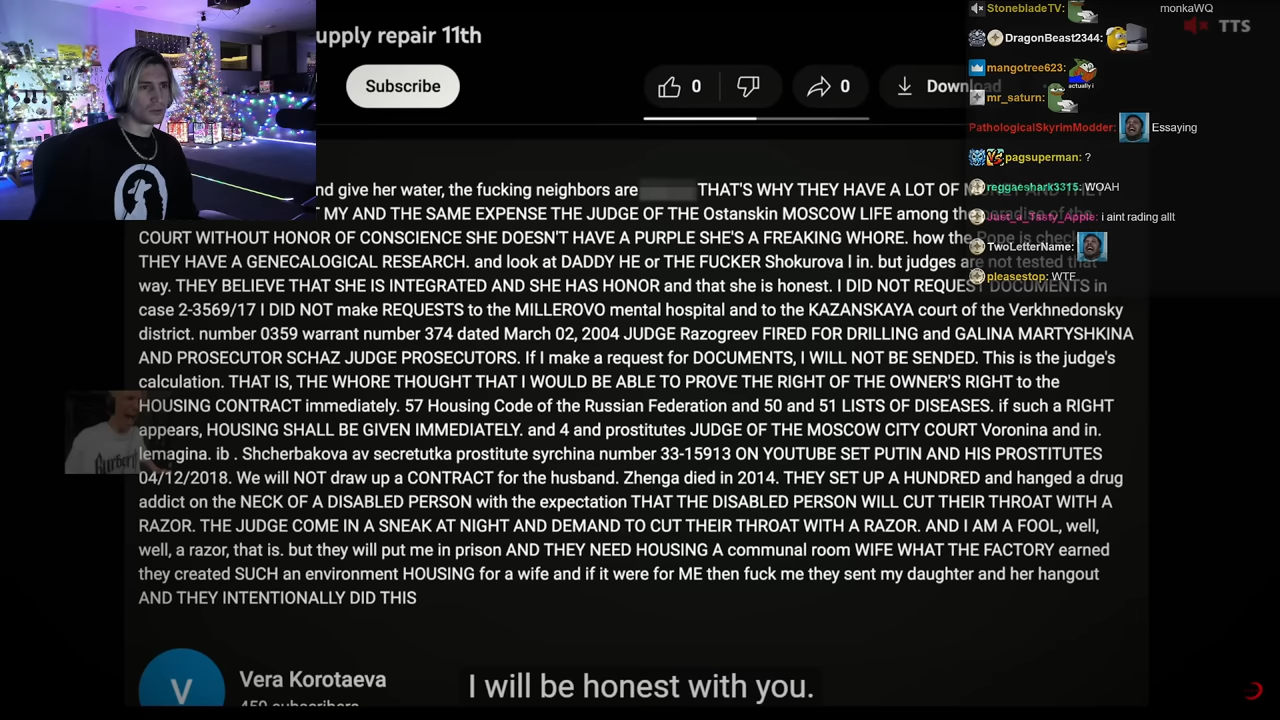 upply repair 11th
Subscribe
0
0
Download
nd give her water, the fucking neighbors are THAT'S WHY THEY HAVE A LOT OF
T MY AND THE SAME EXPENSE THE JUDGE OF THE Ostanskin MOSCOW LIFE among the
COURT WITHOUT HONOR OF CONSCIENCE SHE DOESN'T HAVE A PURPLE SHE'S A FREAKING WHORE. how the Pope is
THEY HAVE A GENECALOGICAL RESEARCH. and look at DADDY HE or THE FUCKER Shokurova l in. but judges are not tested that
way. THEY BELIEVE THAT SHE IS INTEGRATED AND SHE HAS HONOR and that she is honest. I DID NOT REQUEST DOCUMENTS in
case 2-3569/17 I DID NOT make REQUESTS to the MILLEROVO mental hospital and to the KAZANSKAYA court of the Verkhnedonsky
district. number 0359 warrant number 374 dated March 02, 2004 JUDGE Razogreev FIRED FOR DRILLING and GALINA MARTYSHKINA
AND PROSECUTOR SCHAZ JUDGE PROSECUTORS. If I make a request for DOCUMENTS, I WILL NOT BE SENDED. This is the judge's
calculation. THAT IS, THE WHORE THOUGHT THAT I WOULD BE ABLE TO PROVE THE RIGHT OF THE OWNER'S RIGHT to the
HOUSING CONTRACT immediately. 57 Housing Code of the Russian Federation and 50 and 51 LISTS OF DISEASES. if such a RIGHT
appears, HOUSING SHALL BE GIVEN IMMEDIATELY. and 4 and prostitutes JUDGE OF THE MOSCOW CITY COURT Voronina and in.
lemagina. ib . Shcherbakova av secretutka prostitute syrchina number 33-15913 ON YOUTUBE SET PUTIN AND HIS PROSTITUTES
04/12/2018. We will NOT draw up a CONTRACT for the husband. Zhenga died in 2014. THEY SET UP A HUNDRED and hanged a drug
addict on the NECK OF A DISABLED PERSON with the expectation THAT THE DISABLED PERSON WILL CUT THEIR THROAT WITH A
RAZOR. THE JUDGE COME IN A SNEAK AT NIGHT AND DEMAND TO CUT THEIR THROAT WITH A RAZOR. AND I AM A FOOL, well,
well, a razor, that is. but they will put me in prison AND THEY NEED HOUSING A communal room WIFE WHAT THE FACTORY earned
they created SUCH an environment HOUSING for a wife and if it were for ME then fuck me they sent my daughter and her hangout
AND THEY INTENTIONALLY DID THIS
V
Vera Korotaeva
I will be honest with you.
StonebladeTV:
monkaWQ
TTS
DragonBeast2344:
mangotree623:
actually i
mr_saturn:
PathologicalSkyrimModder: Essaying
pagsuperman: ?
reggaeshark3315: WOAH
Just_a_Tasty_Apple: i aint rading allt
TwoLetterName:
pleasestop: WTF